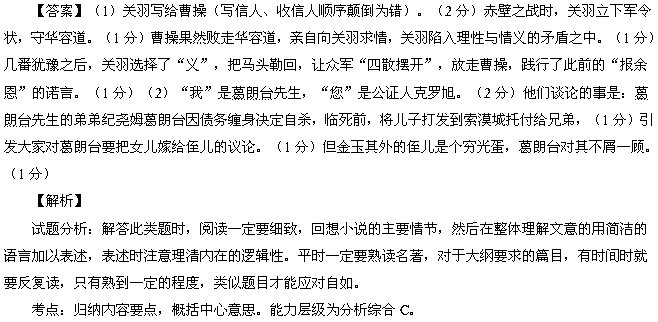 【答案】（1）关羽写给曹操（写信人、收信人顺序颠倒为错）。（2分）赤壁之战时，关羽立下军令
状，守华容道。（1分）曹操果然败走华容道，亲自向关羽求情，关羽陷入理性与情义的矛盾之中。（1分）
几番犹豫之后，关羽选择了“义”，把马头勒回，让众军“四散摆开”，放走曹操，践行了此前的“报余
恩”的诺言。（1分）（2）“我”是葛朗台先生，“您”是公证人克罗旭。（2分）他们谈论的事是：葛
朗台先生的弟弟纪尧姆葛朗台因债务缠身决定自杀，临死前，将儿子打发到索漠城托付给兄弟，（1分）引
发大家对葛朗台要把女儿嫁给侄儿的议论。（1分）但金玉其外的侄儿是个穷光蛋，葛朗台对其不屑一顾。
（1分）
【解析】
试题分析：解答此类题时，阅读一定要细致，回想小说的主要情节，然后在整体理解文意的用简洁的
语言加以表述，表述时注意理清内在的逻辑性。平时一定要熟读名著，对于大纲要求的篇目，有时间时就
要反复读，只有熟到一定的程度，类似题目才能应对自如。
考点：归纳内容要点，概括中心意思。能力层级为分析综合C。